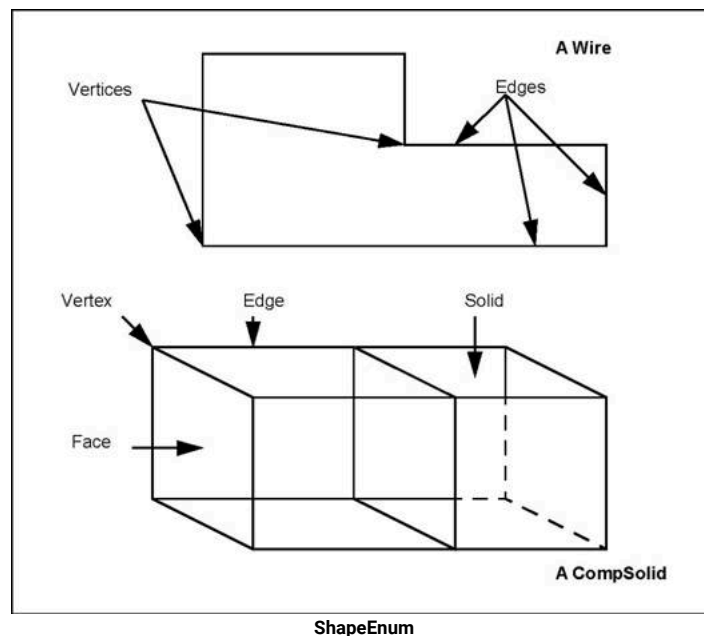 A Wire
Vertices
Edges
Vertex
Edge
Solid
Face
A CompSolid
ShapeEnum